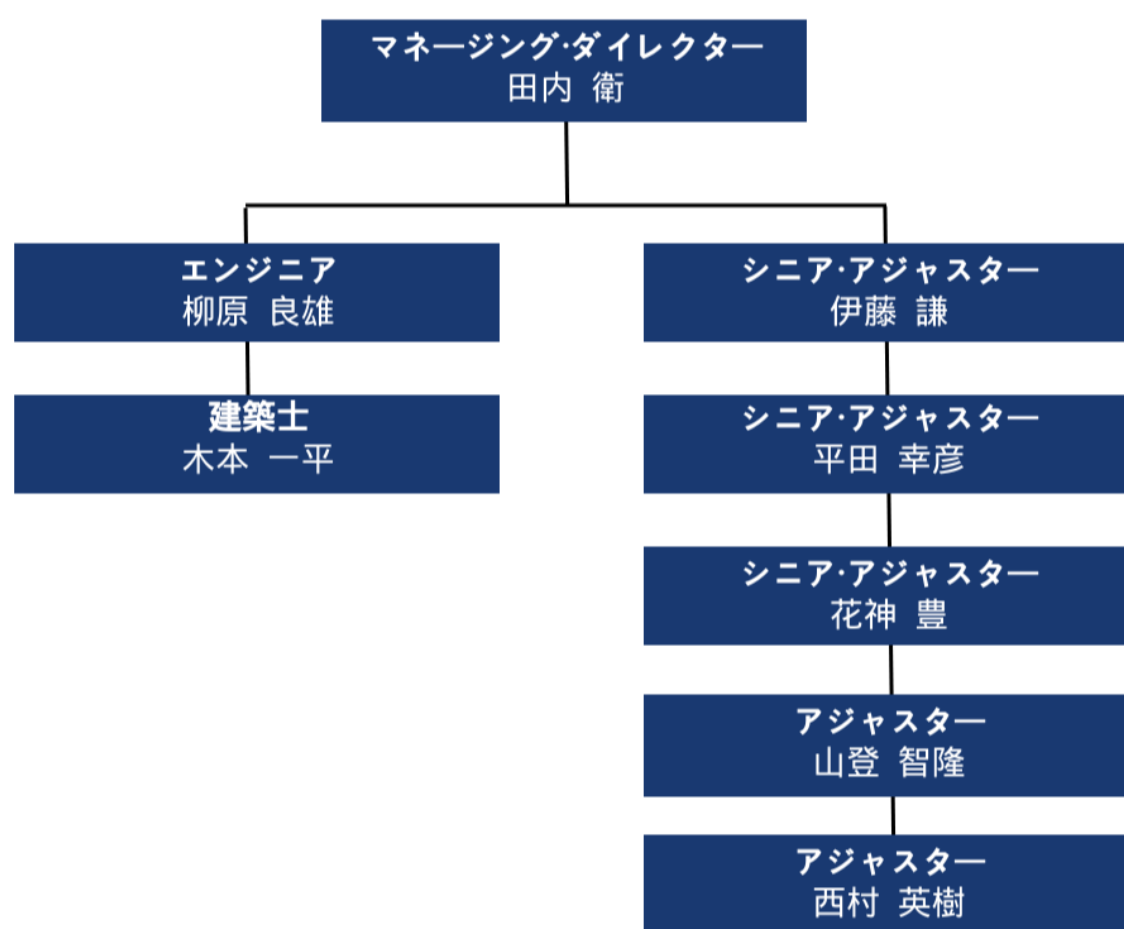 マネージング・ダイレクター
田内 衛
エンジニア
柳原 良雄
建築士
木本 一平
シニア・アジャスター
伊藤 謙
シニア・アジャスター
平田 幸彦
シニア・アジャスター
花神 豊
アジャスター
山登 智隆
アジャスター
西村 英樹